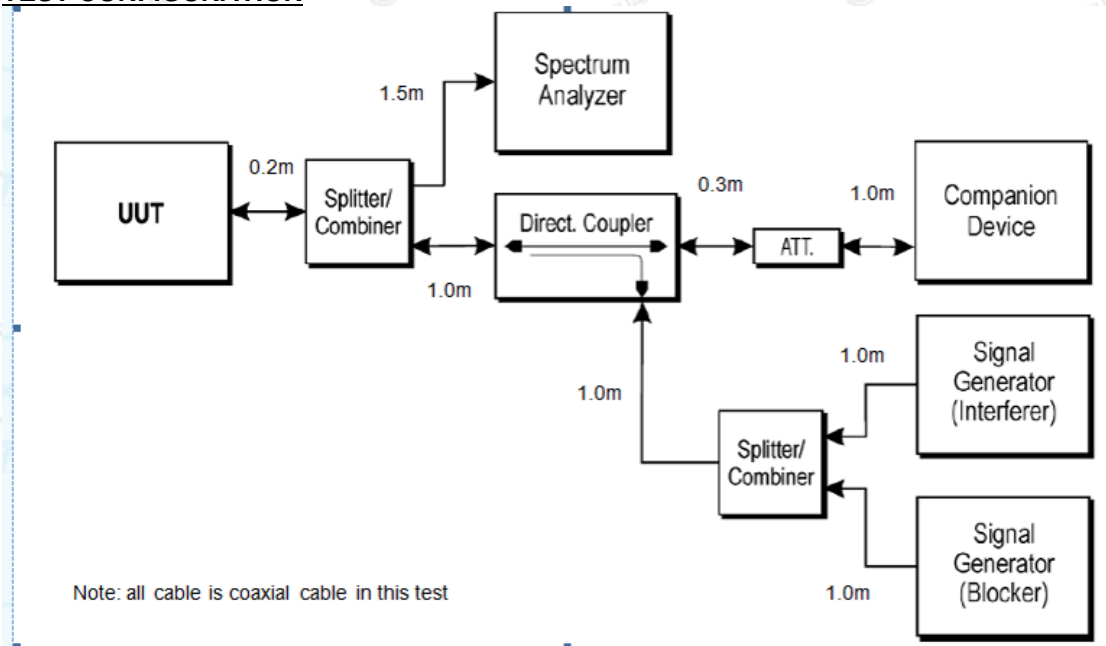 TEST CONFIGURATION
Spectrum
Analyzer
1.5m
UUT
0.2m
Splitter/
Combiner
1.0m
Direct. Coupler
0.3m
ATT.
1.0m
Companion
Device
1.0m
Signal
Generator
(Interferer)
1.0m
Splitter/
Combiner
Signal
Generator
(Blocker)
1.0m
Note: all cable is coaxial cable in this test